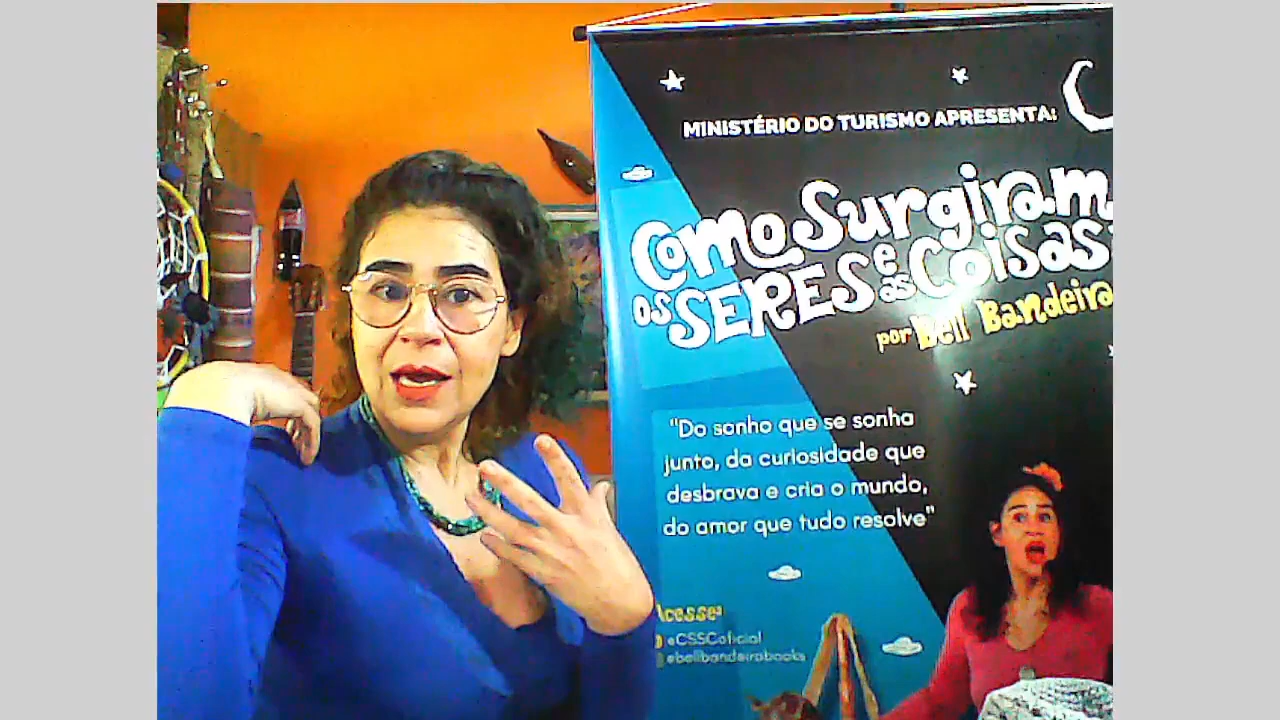 MINISTÉRIO DO TURISMO APRESENTA:
Como Surgiram
os SERES e as Coisas
por Bell Bandeira
"Do sonho que se sonha
junto, da curiosidade que
desbrava e cria o mundo,
do amor que tudo resolve"
Acesse:
@CSSCoficial
@bellbandeirabooks